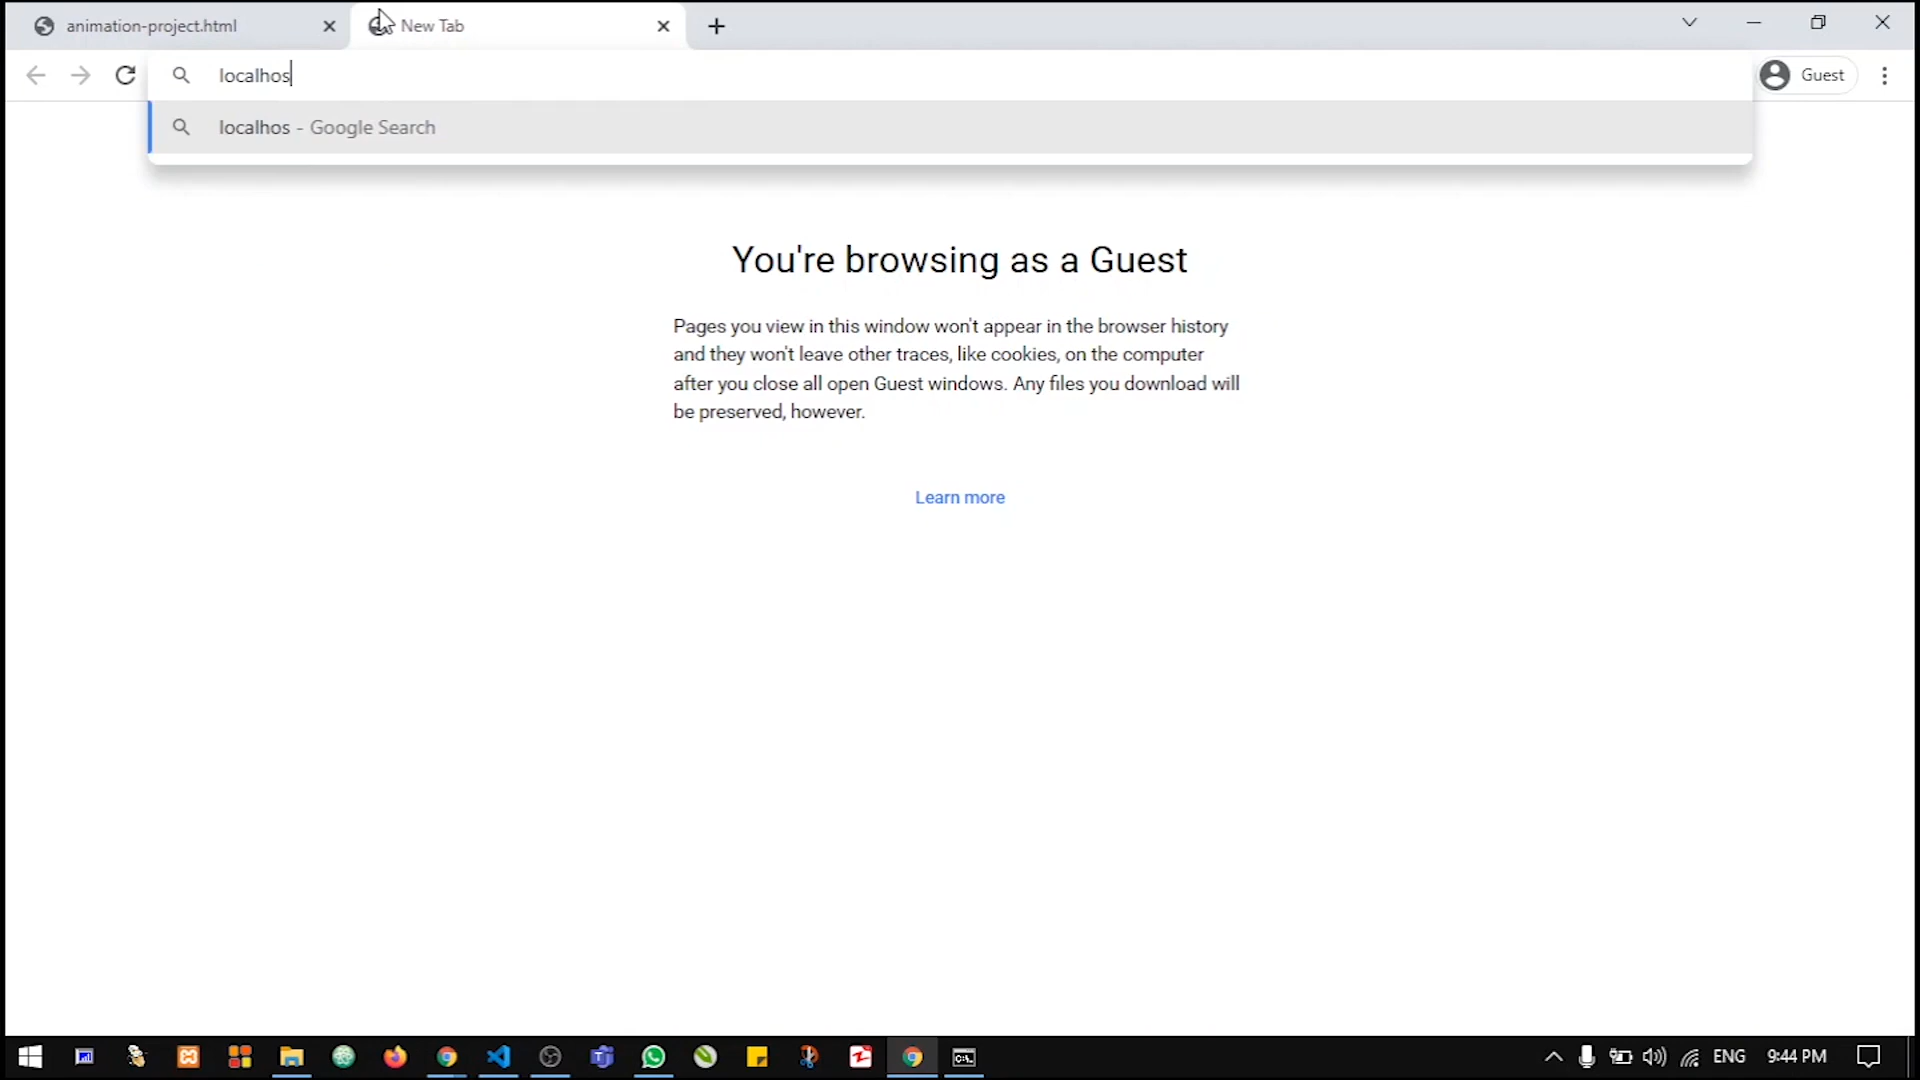 animation-project.html
New Tab
localhos
Guest
localhos - Google Search
You're browsing as a Guest
Pages you view in this window won't appear in the browser history
and they won't leave other traces, like cookies, on the computer
after you close all open Guest windows. Any files you download will
be preserved, however.
Learn more
ENG
9:44 PM